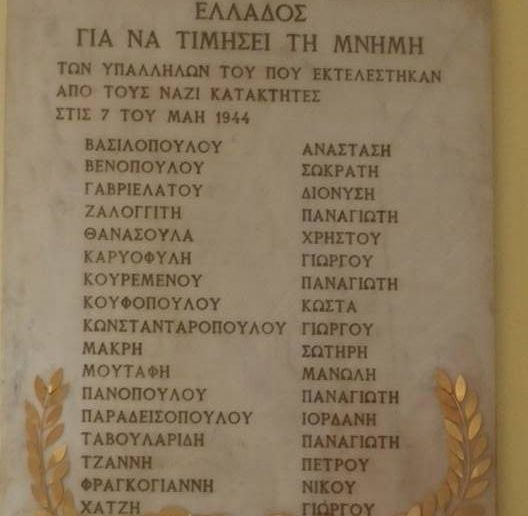 ΕΛΛΑΔΟΣ
ΓΙΑ ΝΑ ΤΙΜΗΣΕΙ ΤΗ ΜΝΗΜΗ
ΤΩΝ ΥΠΑΛΛΗΛΩΝ ΤΟΥ ΠΟΥ ΕΚΤΕΛΕΣΤΗΚΑΝ
ΑΠΟ ΤΟΥΣ ΝΑΖΙ ΚΑΤΑΚΤΗΤΕΣ
ΣΤΙΣ 7 ΤΟΥ ΜΑΗ 1944
ΒΑΣΙΛΟΠΟΥΛΟΥ ΑΝΑΣΤΑΣΗ
ΒΕΝΟΠΟΥΛΟΥ ΣΩΚΡΑΤΗ
ΓΑΒΡΙΕΛΑΤΟΥ ΔΙΟΝΥΣΗ
ΖΑΛΟΓΓΙΤΗ ΠΑΝΑΓΙΩΤΗ
ΘΑΝΑΣΟΥΛΑ ΧΡΗΣΤΟΥ
ΚΑΡΥΟΦΥΛΗ ΓΙΩΡΓΟΥ
ΚΟΥΡΕΜΕΝΟΥ ΠΑΝΑΓΙΩΤΗ
ΚΟΥΦΟΠΟΥΛΟΥ ΚΩΣΤΑ
ΚΩΝΣΤΑΝΤΑΡΟΠΟΥΛΟΥ ΓΙΩΡΓΟΥ
ΜΑΚΡΗ ΣΩΤΗΡΗ
ΜΟΥΤΑΦΗ ΜΑΝΩΛΗ
ΠΑΝΟΠΟΥΛΟΥ ΠΑΝΑΓΙΩΤΗ
ΠΑΡΑΔΕΙΣΟΠΟΥΛΟΥ ΙΟΡΔΑΝΗ
ΤΑΒΟΥΛΑΡΙΔΗ ΠΑΝΑΓΙΩΤΗ
ΤΖΑΝΝΗ ΠΕΤΡΟΥ
ΦΡΑΓΚΟΓΙΑΝΝΗ ΝΙΚΟΥ
ΧΑΤΖΗ ΓΙΩΡΓΟΥ